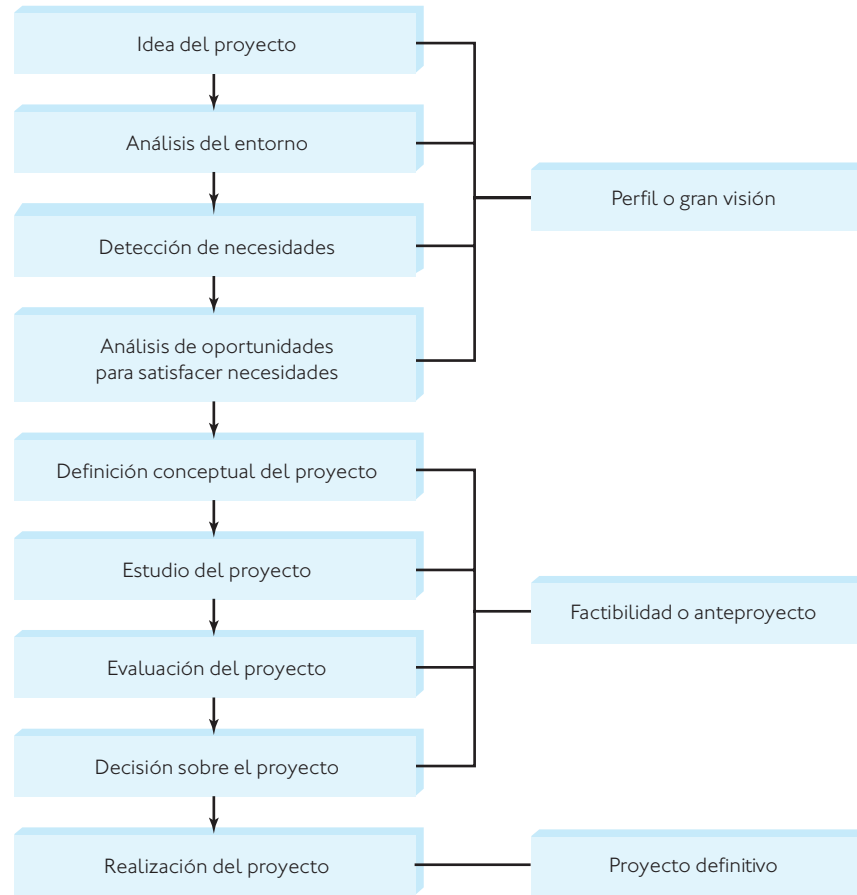 Idea del proyecto
Análisis del entorno
Detección de necesidades
Análisis de oportunidades
para satisfacer necesidades
Perfil o gran visión
Definición conceptual del proyecto
Estudio del proyecto
Evaluación del proyecto
Decisión sobre el proyecto
Factibilidad o anteproyecto
Realización del proyecto
Proyecto definitivo